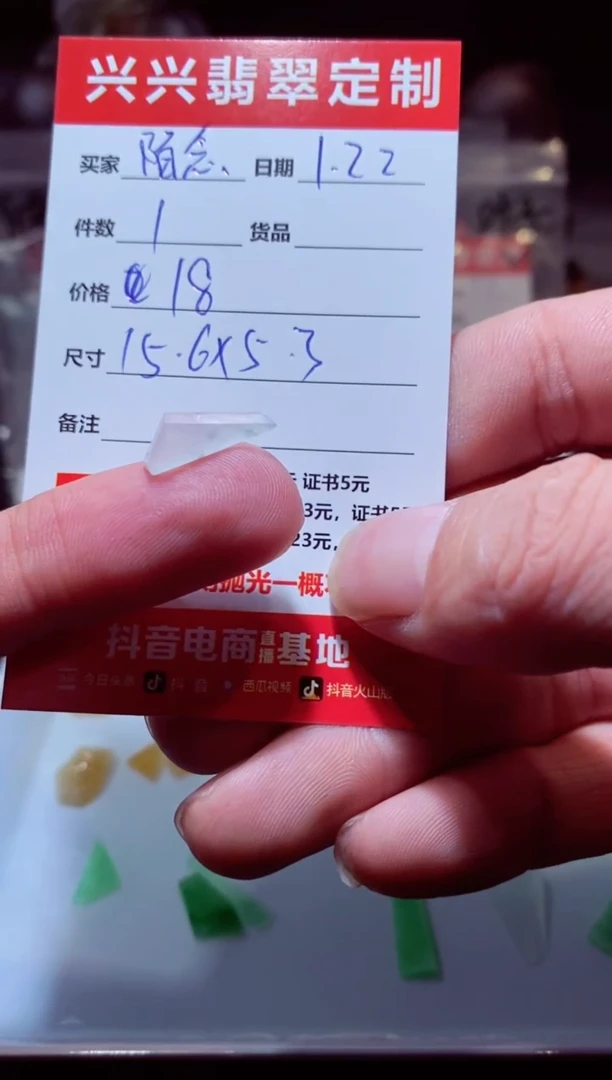 兴兴翡翠定制
买家 陌念、 日期 1.22
件数 1 货品
价格 18
尺寸 15.6X5.3
备注
证书5元
3元，证书
23元，
抛光一概
抖音电商直播基地
今日头条 抖音 西瓜视频 抖音火山版